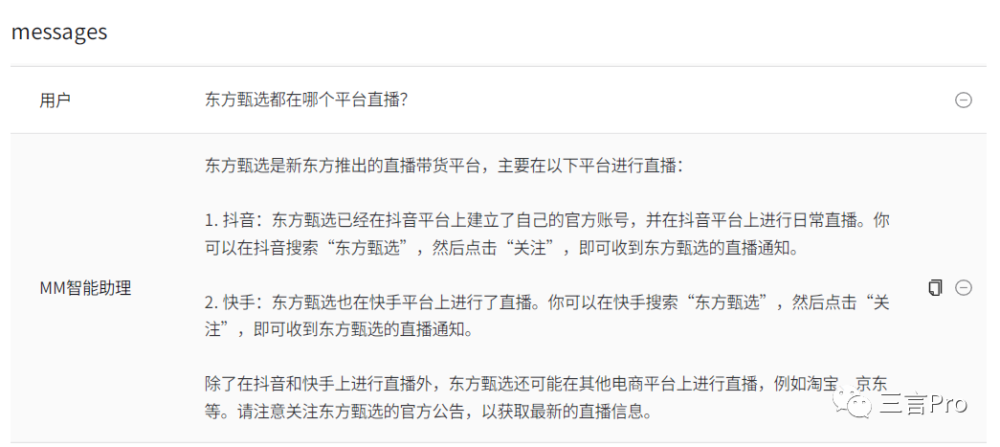 messages
用户
东方甄选都在哪个平台直播？
东方甄选是新东方推出的直播带货平台，主要在以下平台进行直播：
1. 抖音：东方甄选已经在抖音平台上建立了自己的官方账号，并在抖音平台上进行日常直播。你
可以在抖音搜索“东方甄选”，然后点击“关注”，即可收到东方甄选的直播通知。
MM智能助理
2. 快手：东方甄选也在快手平台上进行了直播。你可以在快手搜索“东方甄选”，然后点击“关
注”，即可收到东方甄选的直播通知。
除了在抖音和快手上进行直播外，东方甄选还可能在其他电商平台上进行直播，例如淘宝、京东
等。请注意关注东方甄选的官方公告，以获取最新的直播信息。
三言Pro